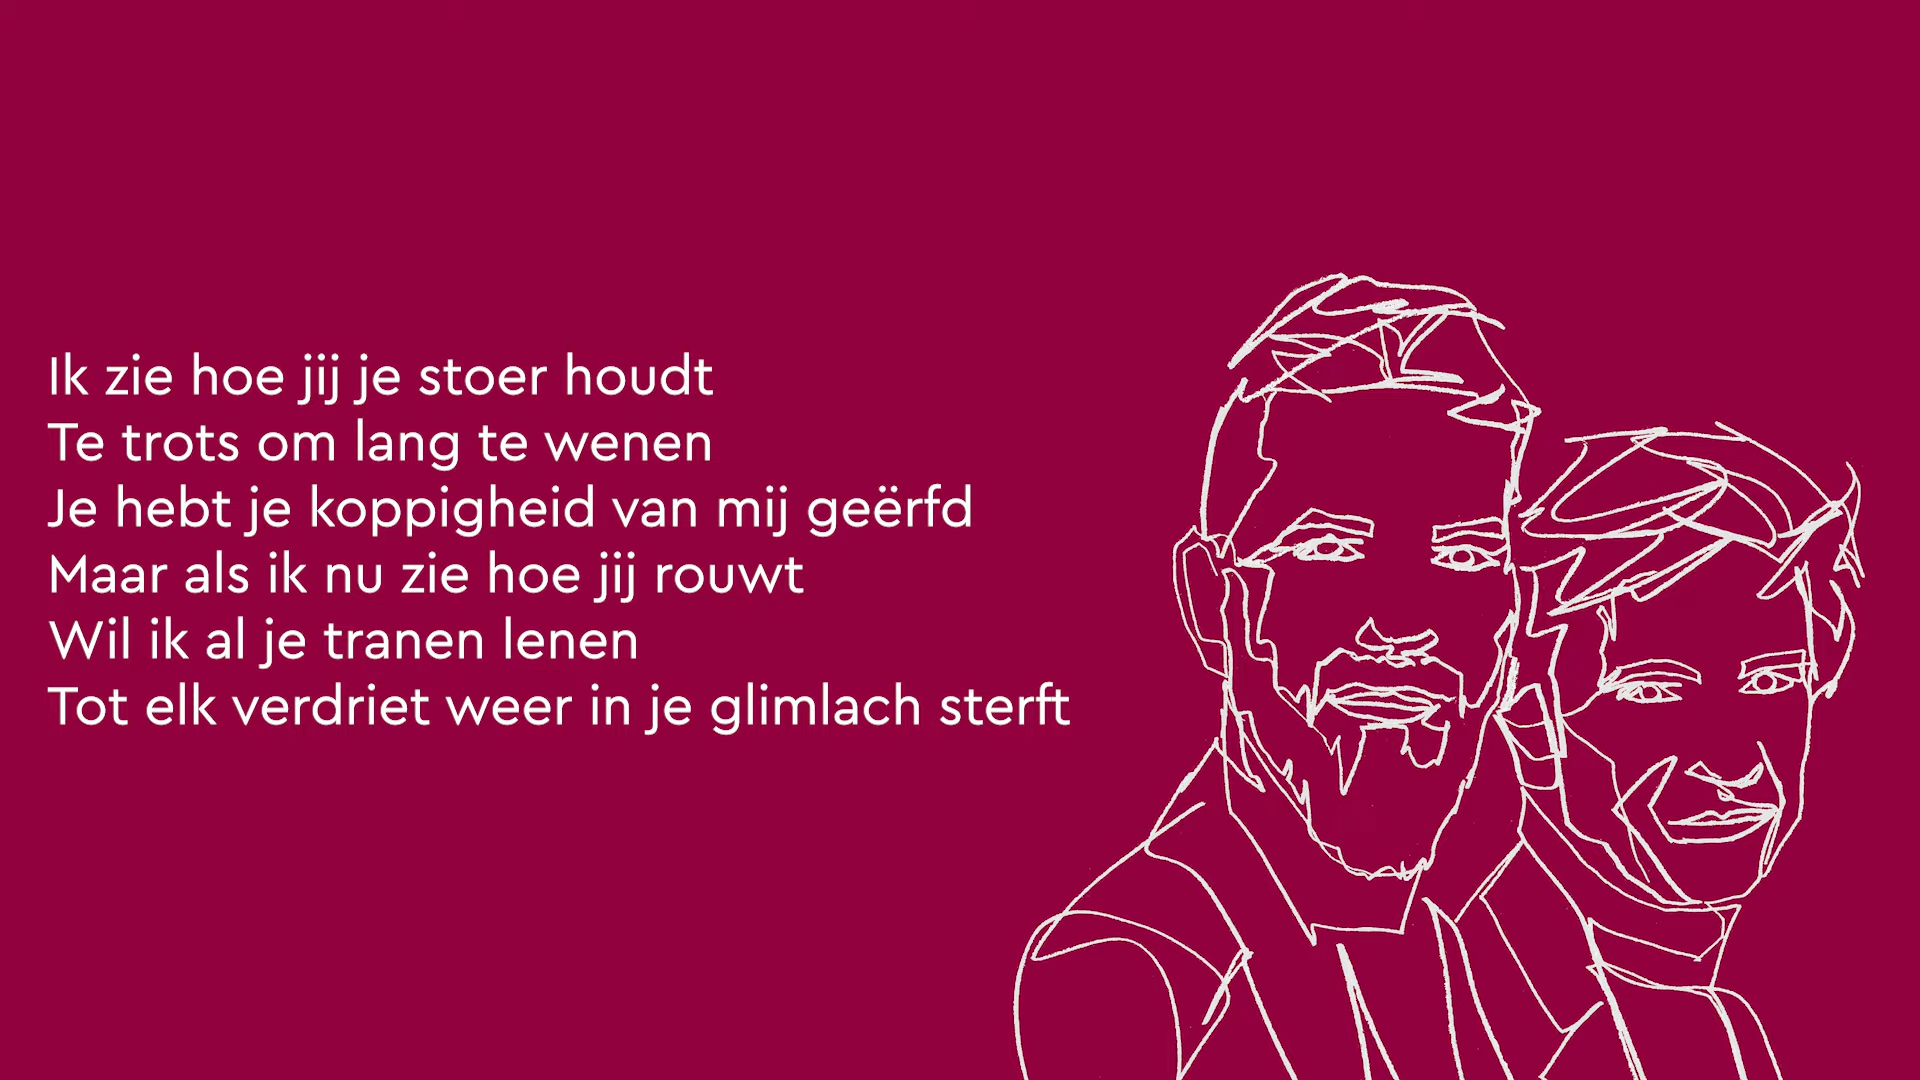 Ik zie hoe jij je stoer houdt
Te trots om lang te wenen
Je hebt je koppigheid van mij geërfd
Maar als ik nu zie hoe jij rouwt
Wil ik al je tranen lenen
Tot elk verdriet weer in je glimlach sterft